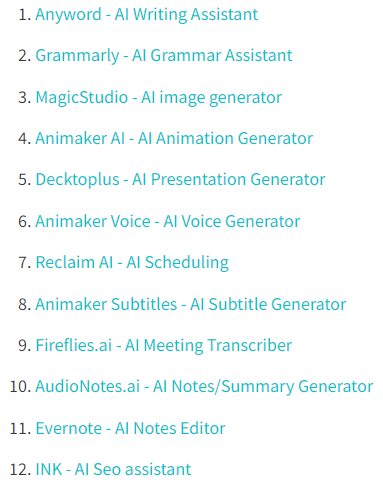 1. Anyword - AI Writing Assistant
2. Grammarly - AI Grammar Assistant
3. MagicStudio - AI image generator
4. Animaker AI - AI Animation Generator
5. Decktoplus - AI Presentation Generator
6. Animaker Voice - AI Voice Generator
7. Reclaim AI - AI Scheduling
8. Animaker Subtitles - AI Subtitle Generator
9. Fireflies.ai - AI Meeting Transcriber
10. AudioNotes.ai - AI Notes/Summary Generator
11. Evernote - AI Notes Editor
12. INK - AI Seo assistant